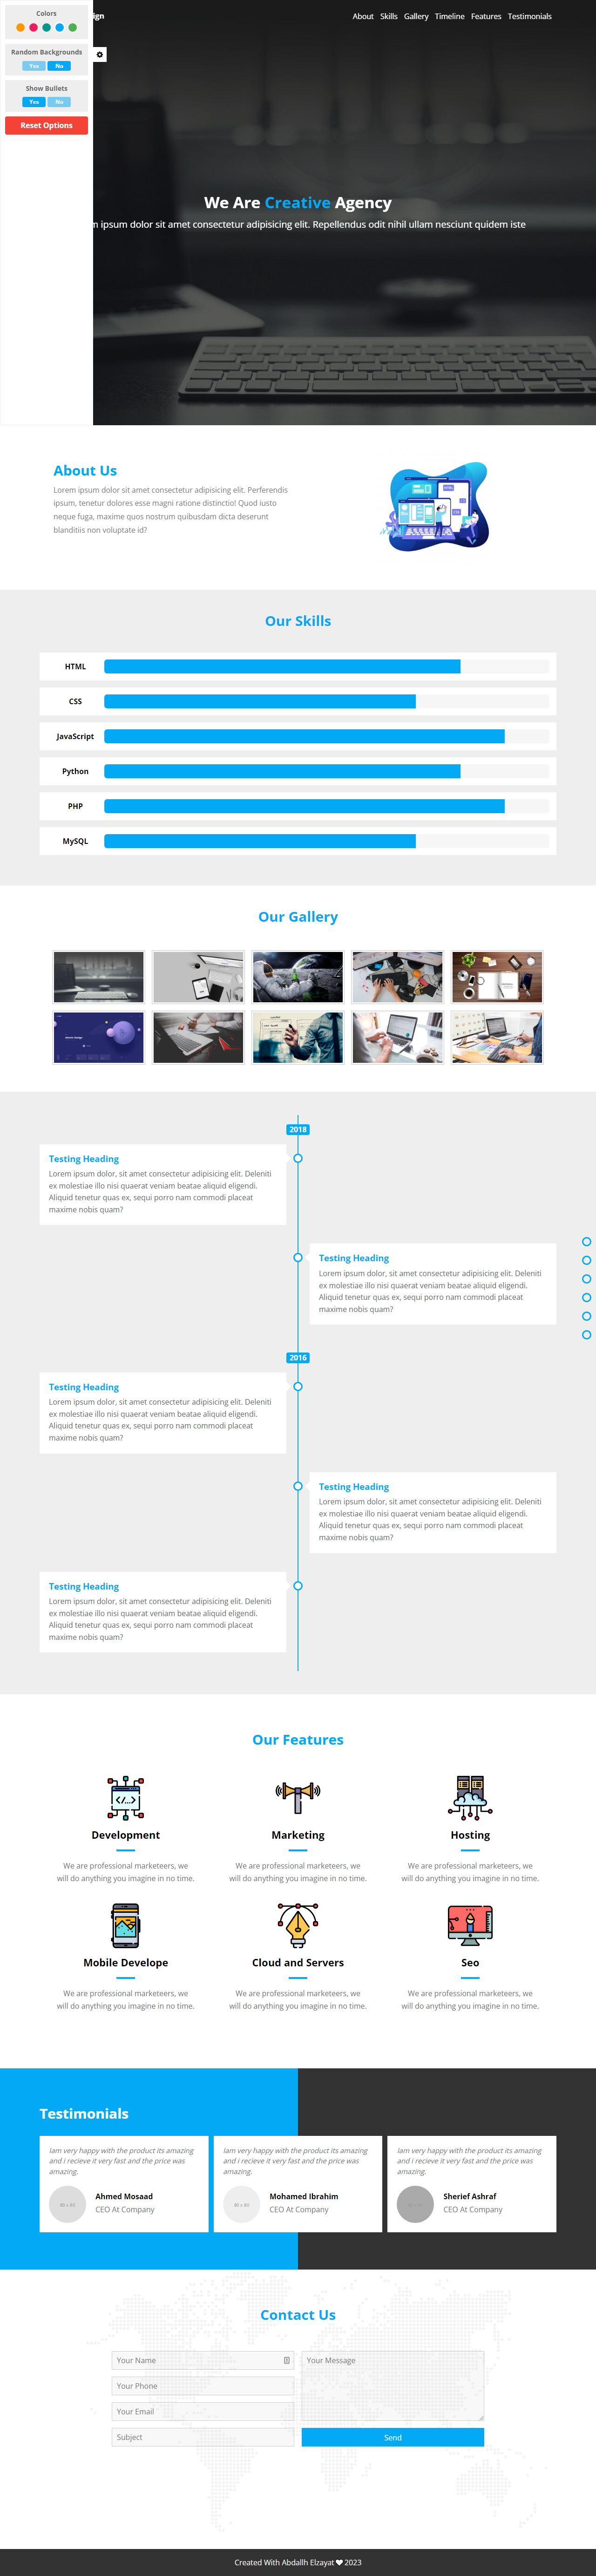 Colors
Random Backgrounds
Yes No
Show Bullets
Yes No
Reset Options
ign
About Skills Gallery Timeline Features Testimonials
We Are Creative Agency
ipsum dolor sit amet consectetur adipisicing elit. Repellendus odit nihil ullam nesciunt quidem iste
About Us
Lorem ipsum dolor sit amet consectetur adipisicing elit. Perferendis
ipsum, tenetur dolores esse magni ratione distinctio! Quod iusto
neque fuga, maxime quos nostrum quibusdam dicta deserunt
blanditiis non voluptate id?
Our Skills
HTML
CSS
JavaScript
Python
PHP
MySQL
Our Gallery
2018
Testing Heading
Lorem ipsum dolor, sit amet consectetur adipisicing elit. Deleniti
ex molestiae illo nisi quaerat veniam beatae aliquid eligendi.
Aliquid tenetur quas ex, sequi porro nam commodi placeat
maxime nobis quam?
Testing Heading
Lorem ipsum dolor, sit amet consectetur adipisicing elit. Deleniti
ex molestiae illo nisi quaerat veniam beatae aliquid eligendi.
Aliquid tenetur quas ex, sequi porro nam commodi placeat
maxime nobis quam?
2016
Testing Heading
Lorem ipsum dolor, sit amet consectetur adipisicing elit. Deleniti
ex molestiae illo nisi quaerat veniam beatae aliquid eligendi.
Aliquid tenetur quas ex, sequi porro nam commodi placeat
maxime nobis quam?
Testing Heading
Lorem ipsum dolor, sit amet consectetur adipisicing elit. Deleniti
ex molestiae illo nisi quaerat veniam beatae aliquid eligendi.
Aliquid tenetur quas ex, sequi porro nam commodi placeat
maxime nobis quam?
Testing Heading
Lorem ipsum dolor, sit amet consectetur adipisicing elit. Deleniti
ex molestiae illo nisi quaerat veniam beatae aliquid eligendi.
Aliquid tenetur quas ex, sequi porro nam commodi placeat
maxime nobis quam?
Our Features
Development
We are professional marketeers, we
will do anything you imagine in no time.
Marketing
We are professional marketeers, we
will do anything you imagine in no time.
Hosting
We are professional marketeers, we
will do anything you imagine in no time.
Mobile Develope
We are professional marketeers, we
will do anything you imagine in no time.
Cloud and Servers
We are professional marketeers, we
will do anything you imagine in no time.
Seo
We are professional marketeers, we
will do anything you imagine in no time.
Testimonials
Iam very happy with the product its amazing
and i recieve it very fast and the price was
amazing.
Ahmed Mosaad
CEO At Company
Iam very happy with the product its amazing
and i recieve it very fast and the price was
amazing.
Mohamed Ibrahim
CEO At Company
Iam very happy with the product its amazing
and i recieve it very fast and the price was
amazing.
Sherief Ashraf
CEO At Company
Contact Us
Your Name
Your Phone
Your Email
Subject
Your Message
Send
Created With Abdallh Elzayat 2023